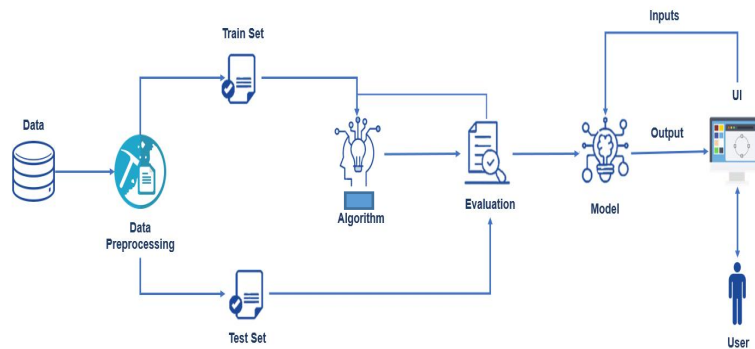 Train Set
Inputs
UI
Data
Output
Data
Preprocessing
Algorithm
Evaluation
Model
Test Set
User